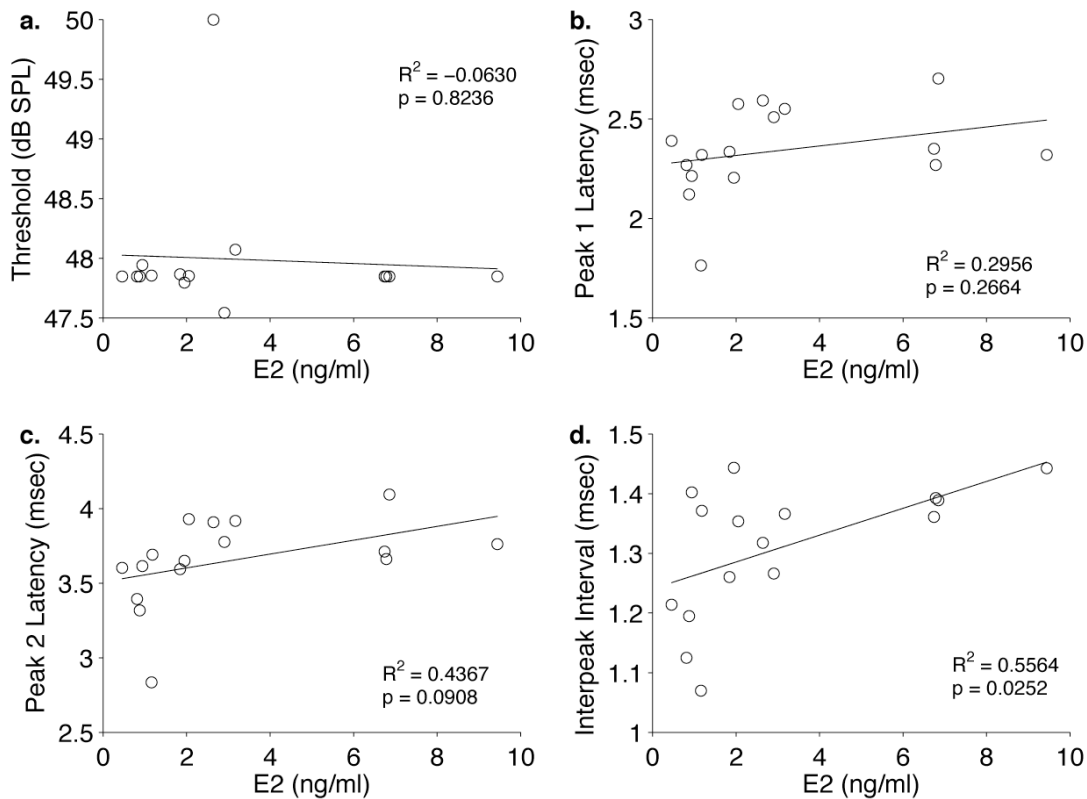 a.
50
49.5
49
48.5
48
47.5
Threshold (dB SPL)
R² = −0.0630
p = 0.8236
0 2 4 6 8 10
E2 (ng/ml)
b.
3
2.5
2
1.5
Peak 1 Latency (msec)
R² = 0.2956
p = 0.2664
0 2 4 6 8 10
E2 (ng/ml)
c.
4.5
4
3.5
3
2.5
Peak 2 Latency (msec)
R² = 0.4367
p = 0.0908
0 2 4 6 8 10
E2 (ng/ml)
d.
1.5
1.4
1.3
1.2
1.1
1
Interpeak Interval (msec)
R² = 0.5564
p = 0.0252
0 2 4 6 8 10
E2 (ng/ml)